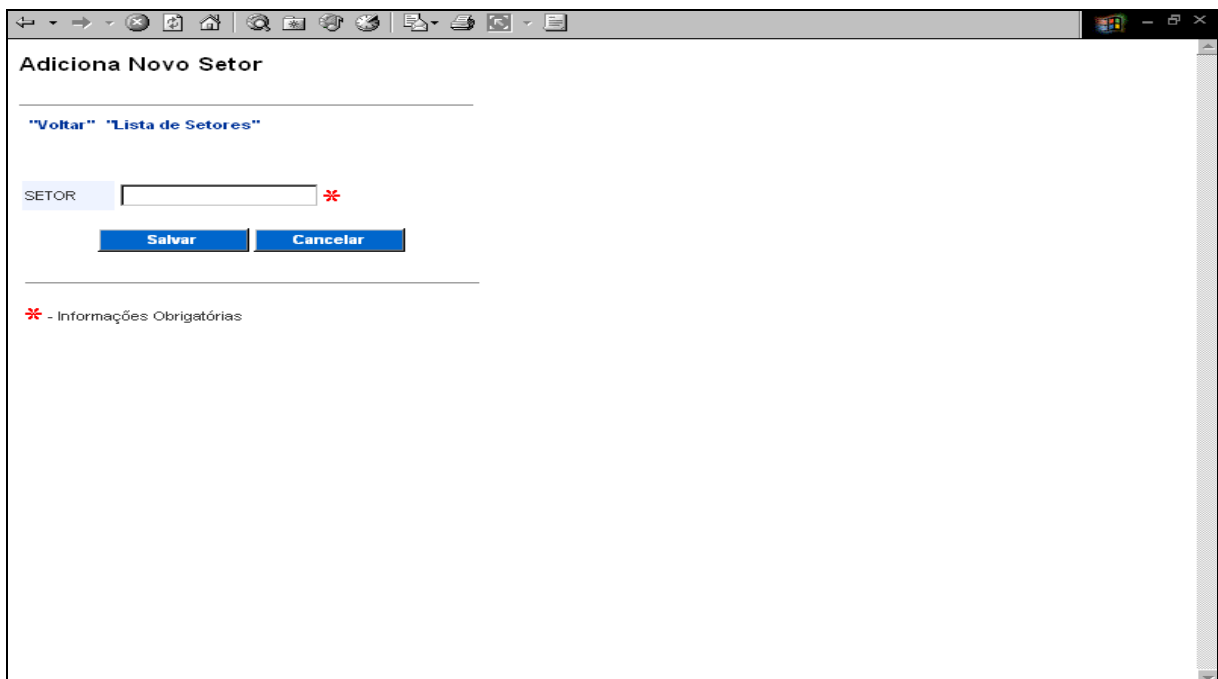 Adiciona Novo Setor
"Voltar" "Lista de Setores"
SETOR *
Salvar Cancelar
* - Informações Obrigatórias